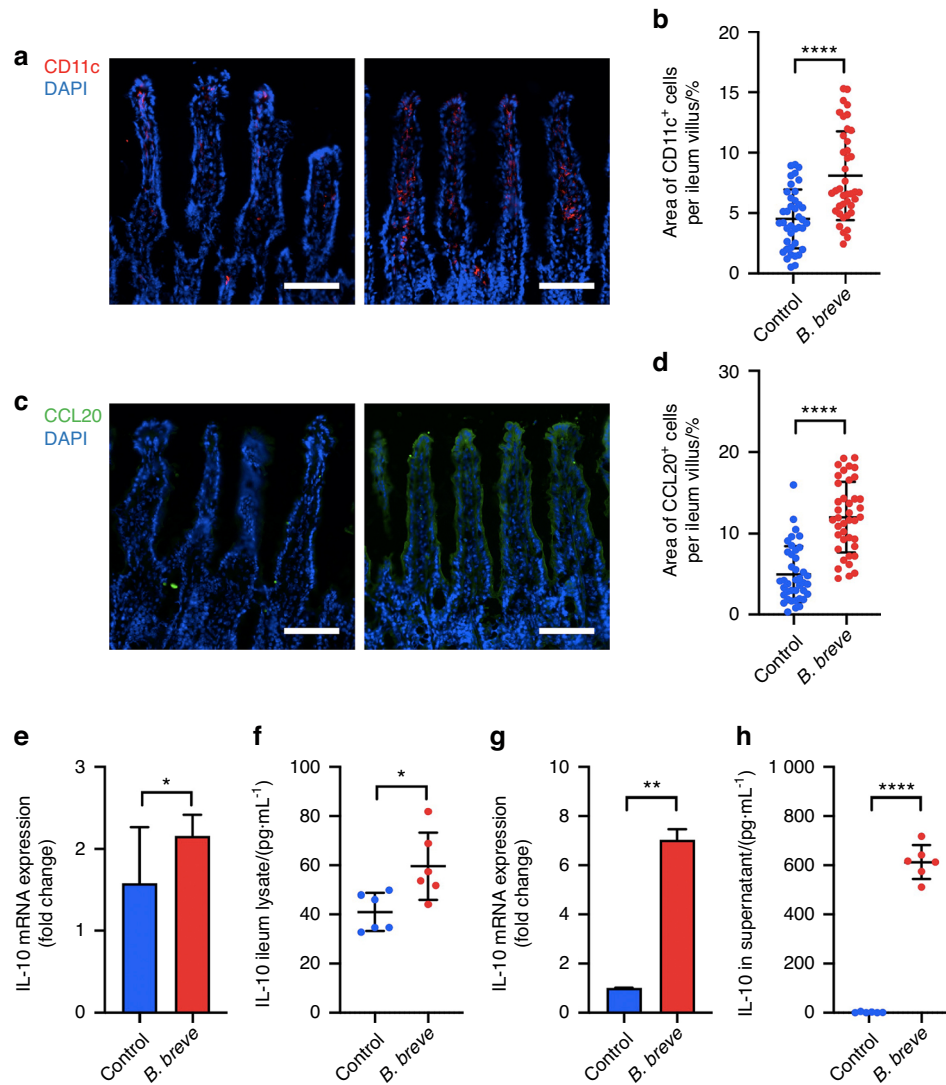 a
CD11c
DAPI
b
Area of CD11c⁺ cells
per ileum villus/%
20
15
10
5
0
****
Control
B. breve
c
CCL20
DAPI
d
Area of CCL20⁺ cells
per ileum villus/%
30
20
10
0
****
Control
B. breve
e
IL-10 mRNA expression
(fold change)
3
2
1
0
*
Control
B. breve
f
IL-10 ileum lysate/(pg·mL⁻¹)
100
80
60
40
20
0
*
Control
B. breve
g
IL-10 mRNA expression
(fold change)
10
8
6
4
2
0
**
Control
B. breve
h
IL-10 in supernatant/(pg·mL⁻¹)
1 000
800
600
400
200
0
****
Control
B. breve